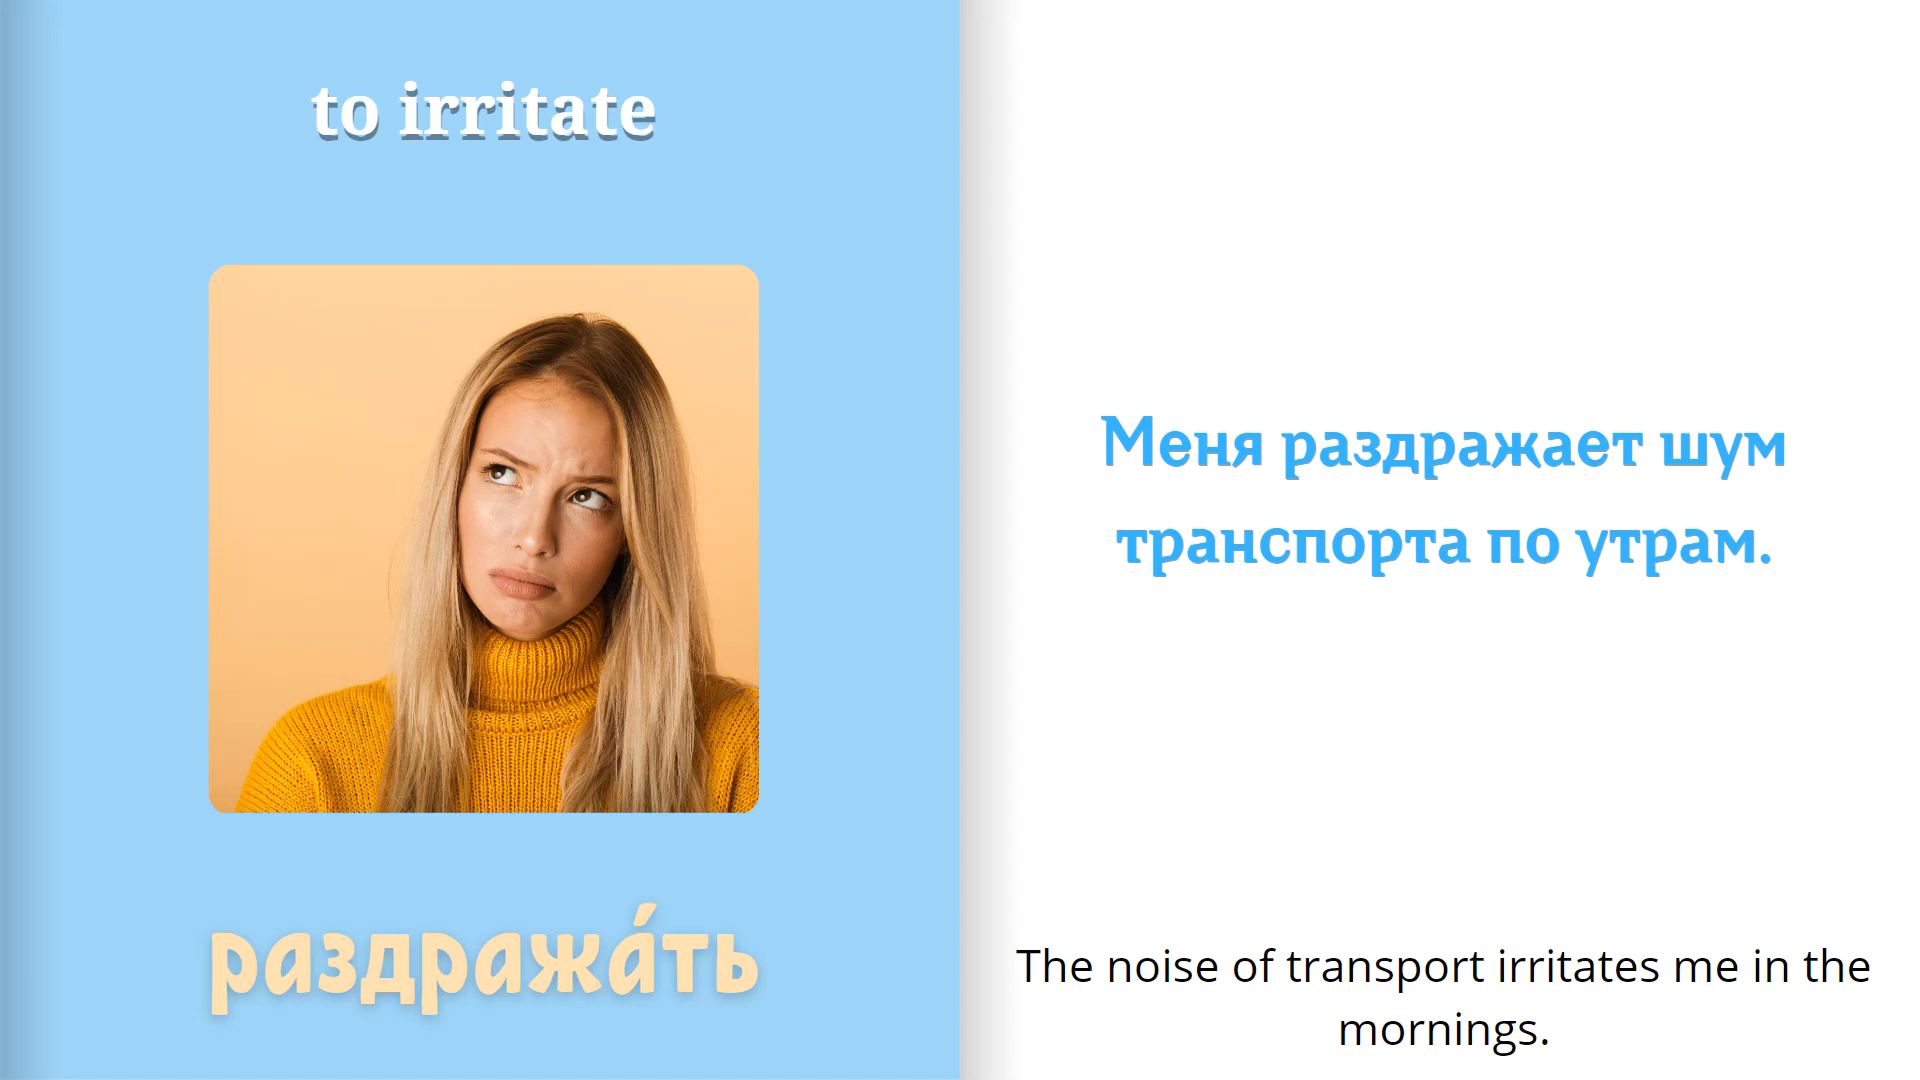 to irritate
раздража́ть
Меня раздражает шум
транспорта по утрам.
The noise of transport irritates me in the
mornings.